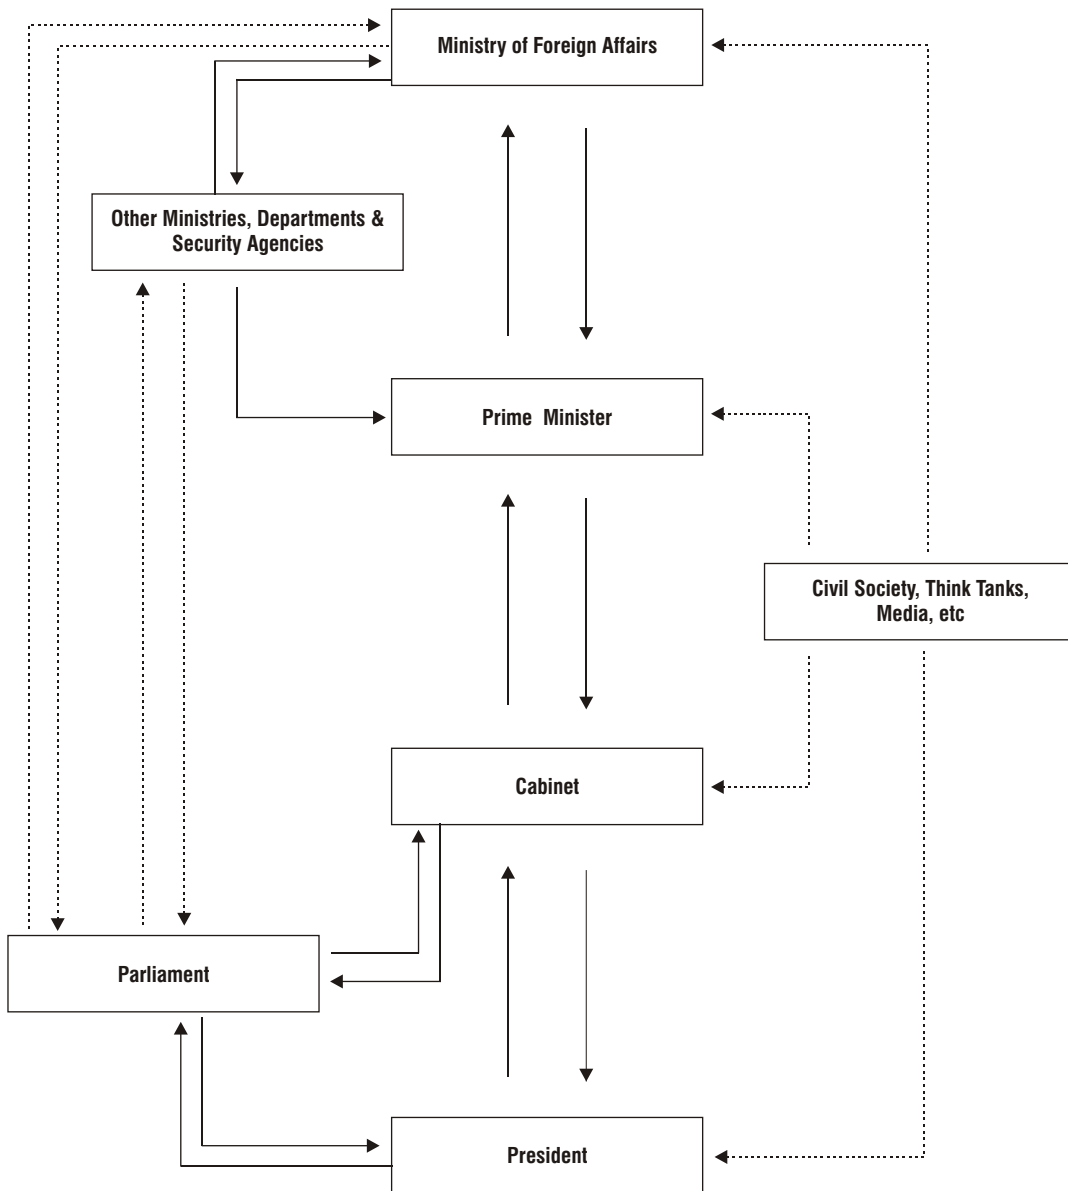 Ministry of Foreign Affairs
Other Ministries, Departments &
Security Agencies
Prime Minister
Civil Society, Think Tanks,
Media, etc
Cabinet
Parliament
President